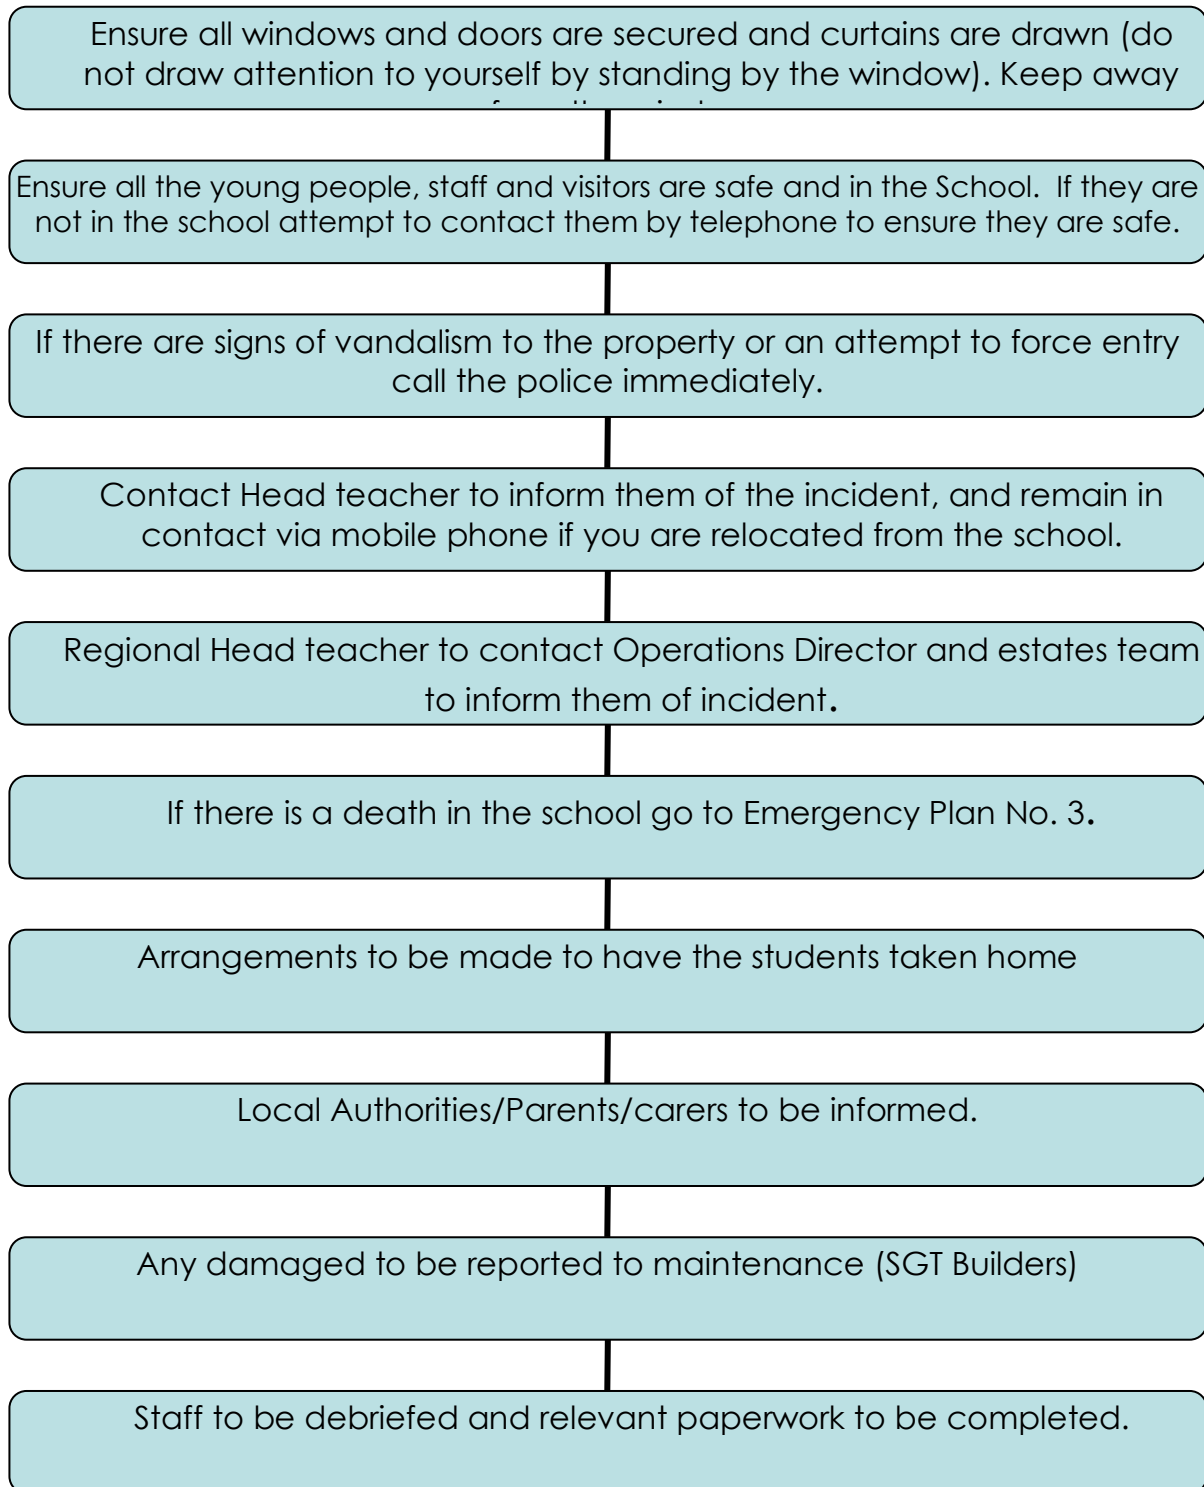 Ensure all windows and doors are secured and curtains are drawn (do
not draw attention to yourself by standing by the window). Keep away
Ensure all the young people, staff and visitors are safe and in the School. If they are
not in the school attempt to contact them by telephone to ensure they are safe.
If there are signs of vandalism to the property or an attempt to force entry
call the police immediately.
Contact Head teacher to inform them of the incident, and remain in
contact via mobile phone if you are relocated from the school.
Regional Head teacher to contact Operations Director and estates team
to inform them of incident.
If there is a death in the school go to Emergency Plan No. 3.
Arrangements to be made to have the students taken home
Local Authorities/Parents/carers to be informed.
Any damaged to be reported to maintenance (SGT Builders)
Staff to be debriefed and relevant paperwork to be completed.